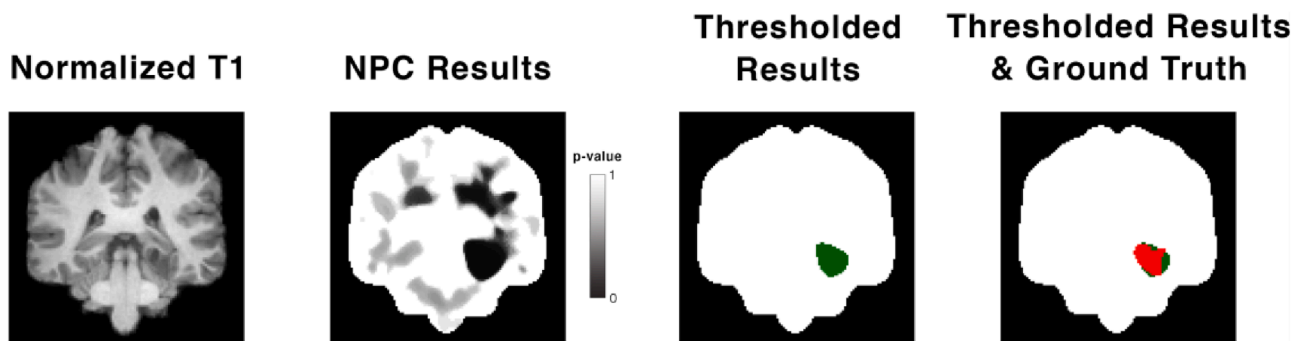 Normalized T1
NPC Results
Thresholded
Results
Thresholded Results
& Ground Truth
p-value
1
0